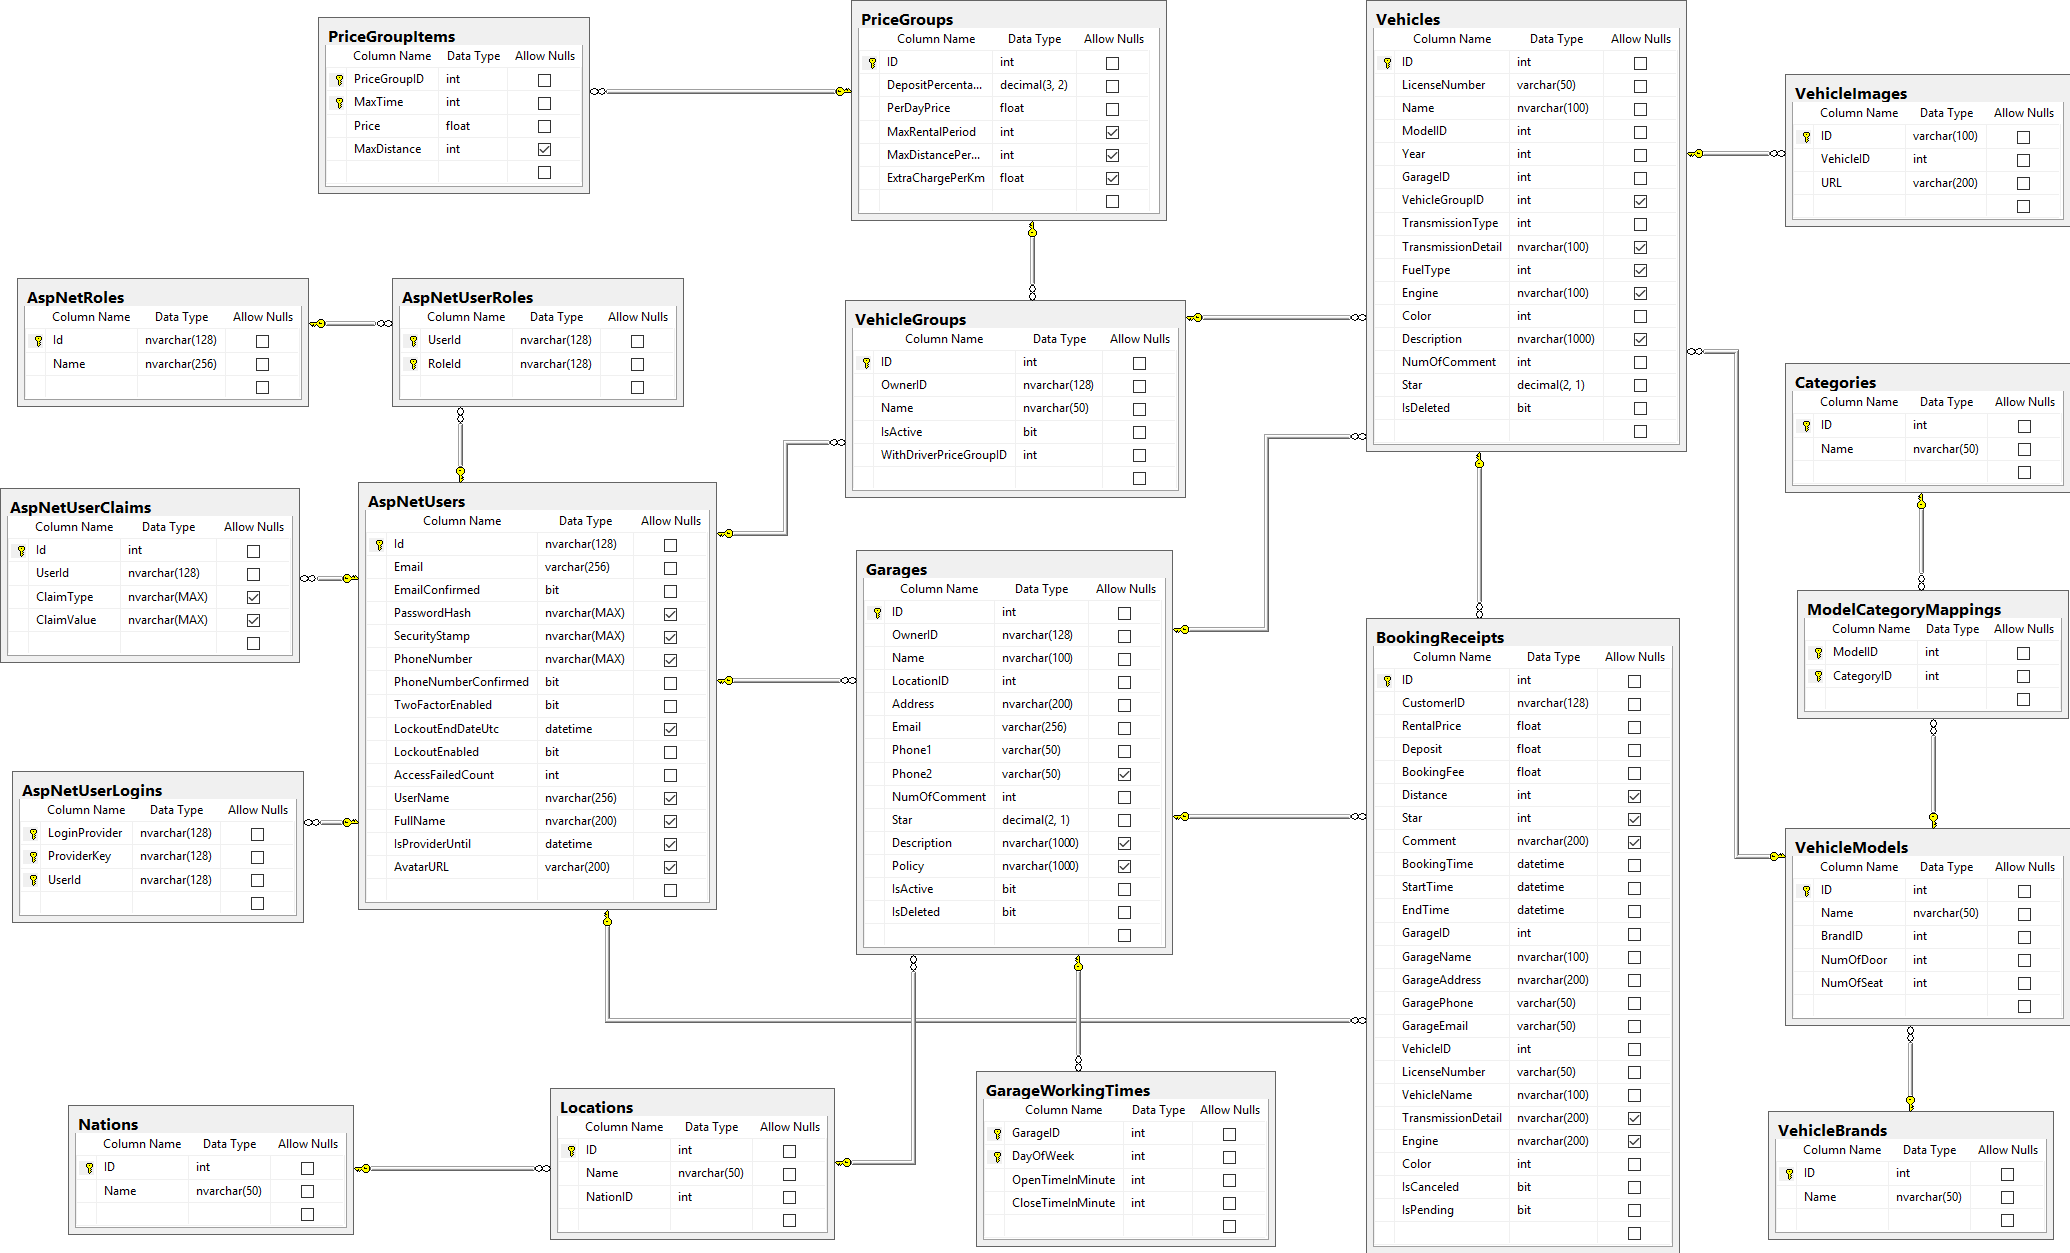 PriceGroupItems
Column Name Data Type Allow Nulls
PriceGroupID int
MaxTime int
Price float
MaxDistance int
PriceGroups
Column Name Data Type Allow Nulls
ID int
DepositPercenta... decimal(3, 2)
PerDayPrice float
MaxRentalPeriod int
MaxDistancePer... int
ExtraChargePerKm float
Vehicles
Column Name Data Type Allow Nulls
ID int
LicenseNumber varchar(50)
Name nvarchar(100)
ModelID int
Year int
GarageID int
VehicleGroupID int
TransmissionType int
TransmissionDetail nvarchar(100)
FuelType int
Engine nvarchar(100)
Color int
Description nvarchar(1000)
NumOfComment int
Star decimal(2, 1)
IsDeleted bit
VehicleImages
Column Name Data Type Allow Nulls
ID varchar(100)
VehicleID int
URL varchar(200)
AspNetRoles
Column Name Data Type Allow Nulls
Id nvarchar(128)
Name nvarchar(256)
AspNetUserRoles
Column Name Data Type Allow Nulls
UserId nvarchar(128)
RoleId nvarchar(128)
VehicleGroups
Column Name Data Type Allow Nulls
ID int
OwnerID nvarchar(128)
Name nvarchar(50)
IsActive bit
WithDriverPriceGroupID int
Categories
Column Name Data Type Allow Nulls
ID int
Name nvarchar(50)
AspNetUserClaims
Column Name Data Type Allow Nulls
Id int
UserId nvarchar(128)
ClaimType nvarchar(MAX)
ClaimValue nvarchar(MAX)
AspNetUsers
Column Name Data Type Allow Nulls
Id nvarchar(128)
Email varchar(256)
EmailConfirmed bit
PasswordHash nvarchar(MAX)
SecurityStamp nvarchar(MAX)
PhoneNumber nvarchar(MAX)
PhoneNumberConfirmed bit
TwoFactorEnabled bit
LockoutEndDateUtc datetime
LockoutEnabled bit
AccessFailedCount int
UserName nvarchar(256)
FullName nvarchar(200)
IsProviderUntil datetime
AvatarURL varchar(200)
Garages
Column Name Data Type Allow Nulls
ID int
OwnerID nvarchar(128)
Name nvarchar(100)
LocationID int
Address nvarchar(200)
Email varchar(256)
Phone1 varchar(50)
Phone2 varchar(50)
NumOfComment int
Star decimal(2, 1)
Description nvarchar(1000)
Policy nvarchar(1000)
IsActive bit
IsDeleted bit
BookingReceipts
Column Name Data Type Allow Nulls
ID int
CustomerID nvarchar(128)
RentalPrice float
Deposit float
BookingFee float
Distance int
Star int
Comment nvarchar(200)
BookingTime datetime
StartTime datetime
EndTime datetime
GarageID int
GarageName nvarchar(100)
GarageAddress nvarchar(200)
GaragePhone varchar(50)
GarageEmail varchar(50)
VehicleID int
LicenseNumber varchar(50)
VehicleName nvarchar(100)
TransmissionDetail nvarchar(200)
Engine nvarchar(200)
Color int
IsCanceled bit
IsPending bit
ModelCategoryMappings
Column Name Data Type Allow Nulls
ModelID int
CategoryID int
AspNetUserLogins
Column Name Data Type Allow Nulls
LoginProvider nvarchar(128)
ProviderKey nvarchar(128)
UserId nvarchar(128)
VehicleModels
Column Name Data Type Allow Nulls
ID int
Name nvarchar(50)
BrandID int
NumOfDoor int
NumOfSeat int
Nations
Column Name Data Type Allow Nulls
ID int
Name nvarchar(50)
Locations
Column Name Data Type Allow Nulls
ID int
Name nvarchar(50)
NationID int
GarageWorkingTimes
Column Name Data Type Allow Nulls
GarageID int
DayOfWeek int
OpenTimeInMinute int
CloseTimeInMinute int
VehicleBrands
Column Name Data Type Allow Nulls
ID int
Name nvarchar(50)